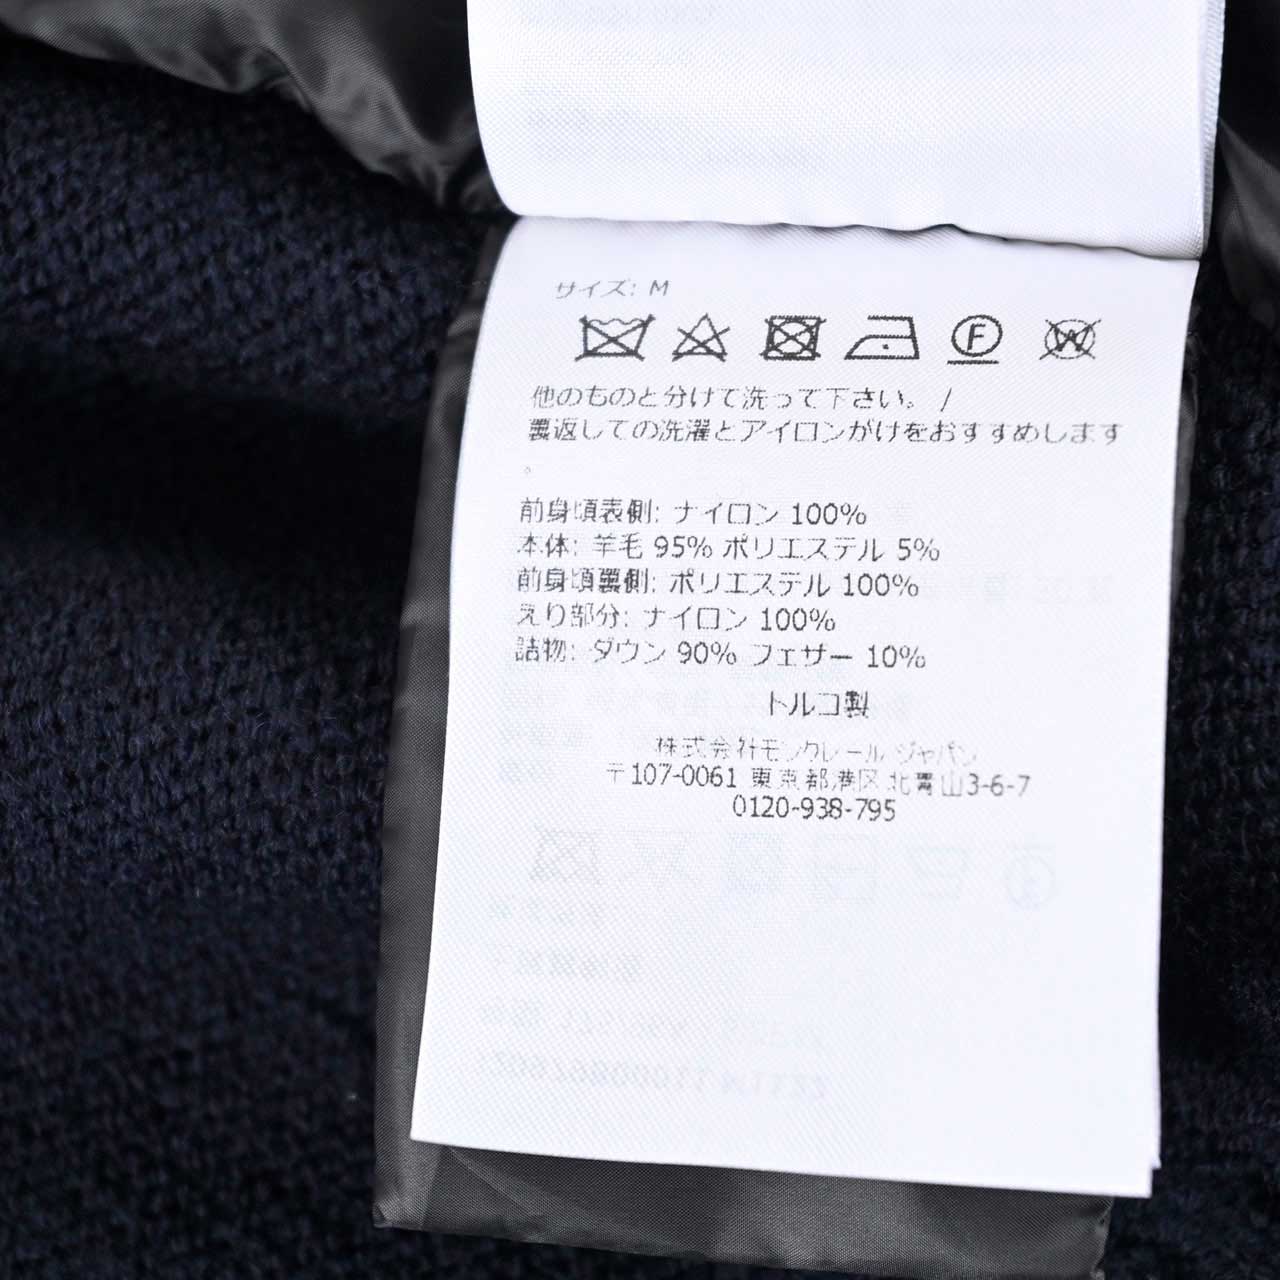 サイズ: M
他のものと分けて洗って下さい。 /
裏返しての洗濯とアイロンがけをおすすめします
。
前身頃表側: ナイロン 100%
本体: 羊毛 95% ポリエステル 5%
前身頃裏側: ポリエステル 100%
えり部分: ナイロン 100%
詰物: ダウン 90% フェザー 10%
トルコ製
株式会社モンクレール ジャパン
〒107-0061 東京都港区北青山3-6-7
0120-938-795